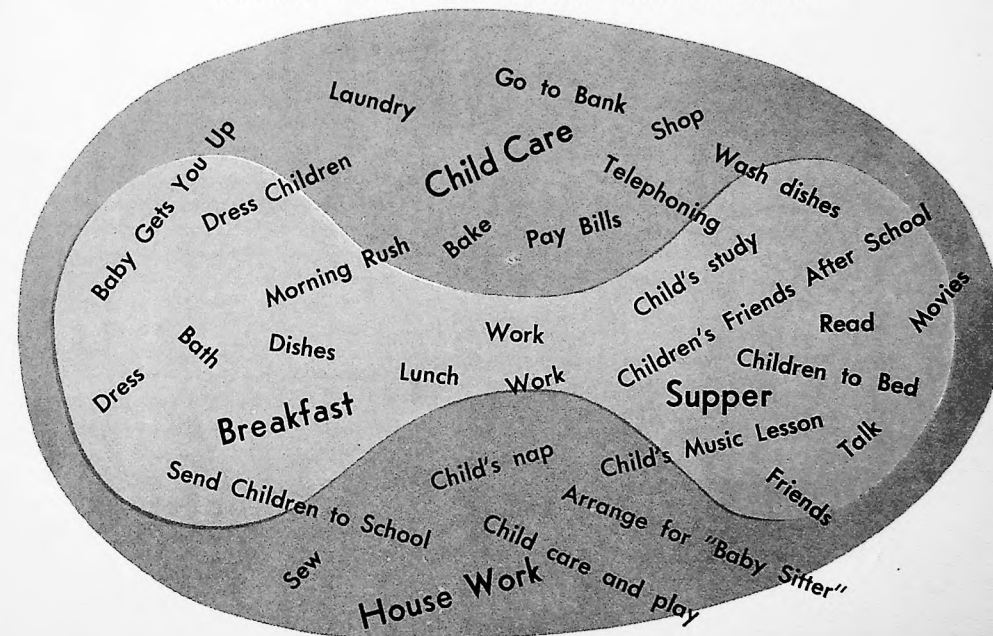 Laundry
Go to Bank
Shop
Child Care
Wash dishes
Baby Gets You Up
Dress Children
Telephoning
Bake
Pay Bills
Morning Rush
Child's study
Children's Friends After School
Movies
Read
Work
Dishes
Bath
Lunch
Work
Children to Bed
Dress
Breakfast
Supper
Child's Music Lesson
Talk
Child's nap
Send Children to School
Friends
Arrange for "Baby Sitter"
Child care and play
Sew
House Work